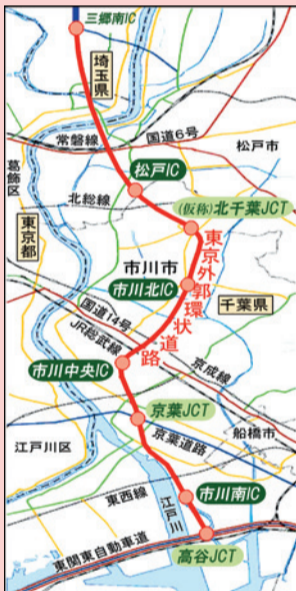 三郷南IC
埼玉県
常磐線
国道6号
松戸市
葛飾区
松戸IC
北総線
(仮称)北千葉JCT
東京都
東京外郭環状道路
市川市
市川北IC
千葉県
国道14号
JR総武線
市川中央IC
京成線
京葉JCT
船橋市
江戸川区
京葉道路
東西線
江戸川
市川南IC
高谷JCT
東関東自動車道